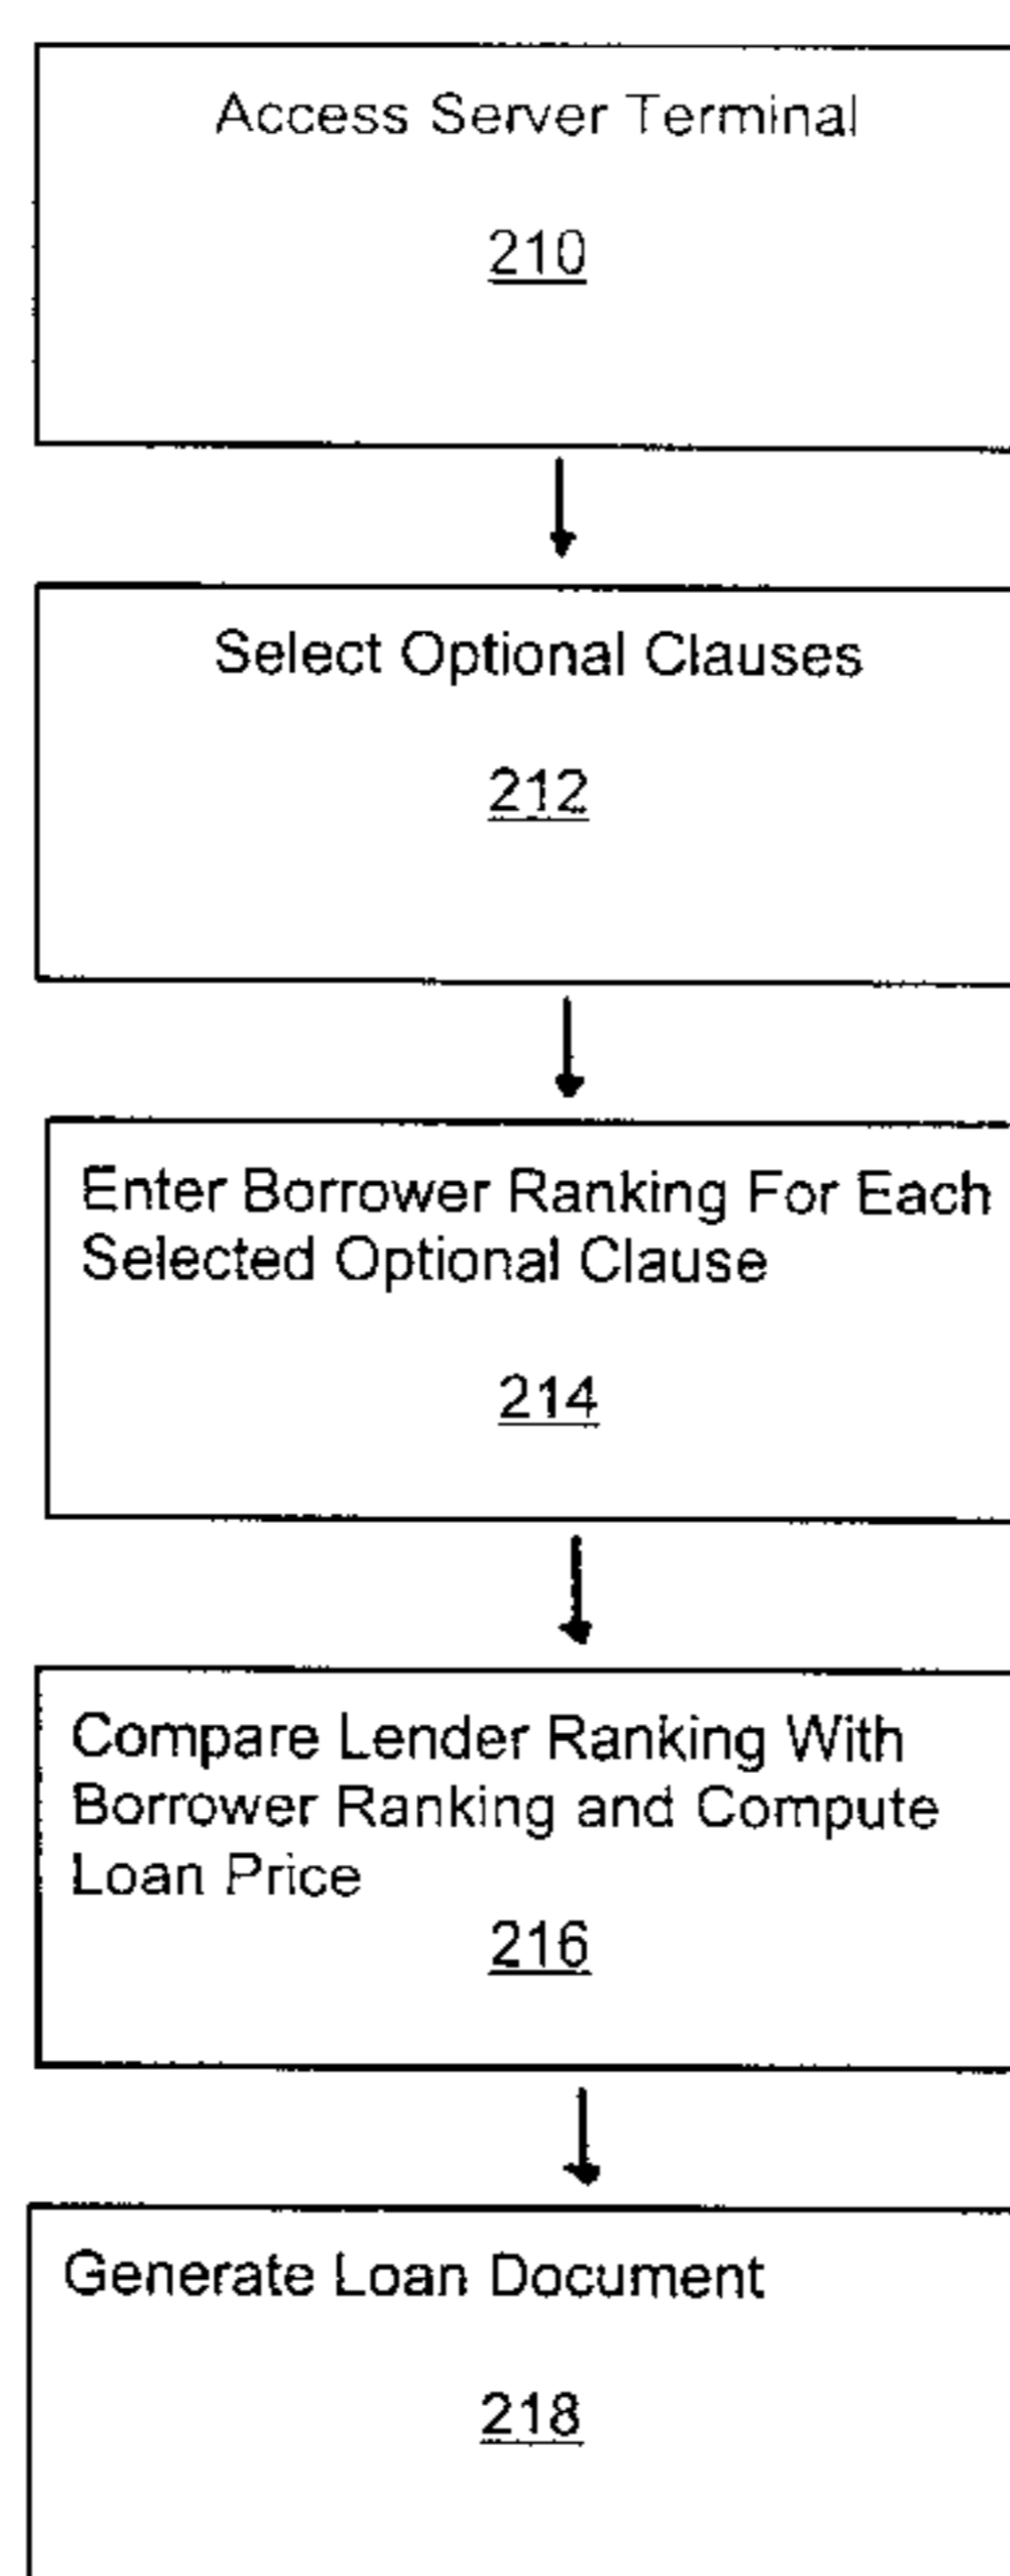 Access Server Terminal
210
Select Optional Clauses
212
Enter Borrower Ranking For Each
Selected Optional Clause
214
Compare Lender Ranking With
Borrower Ranking and Compute
Loan Price
216
Generate Loan Document
218